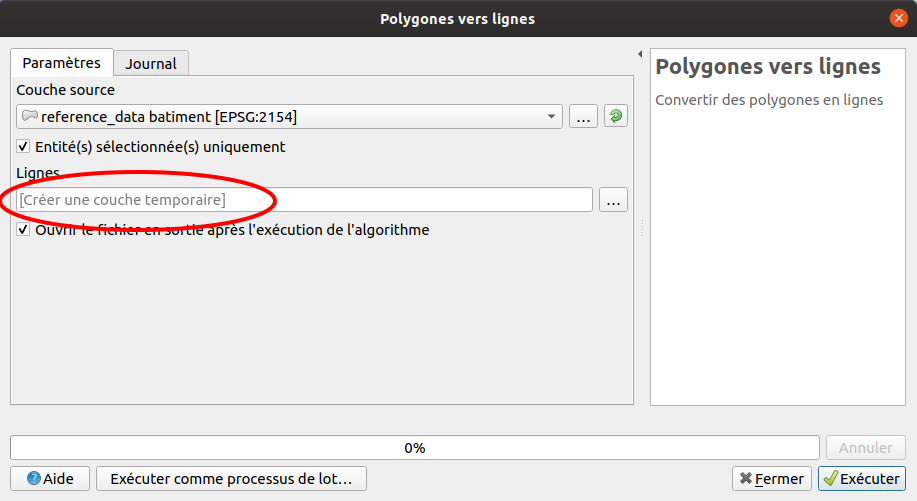 Polygones vers lignes
Paramètres
Journal
Couche source
reference_data batiment [EPSG:2154]
...
Entité(s) sélectionnée(s) uniquement
Lignes
[Créer une couche temporaire]
...
Ouvrir le fichier en sortie après l'exécution de l'algorithme
Polygones vers lignes
Convertir des polygones en lignes
0%
Annuler
Aide
Exécuter comme processus de lot...
Fermer
Exécuter